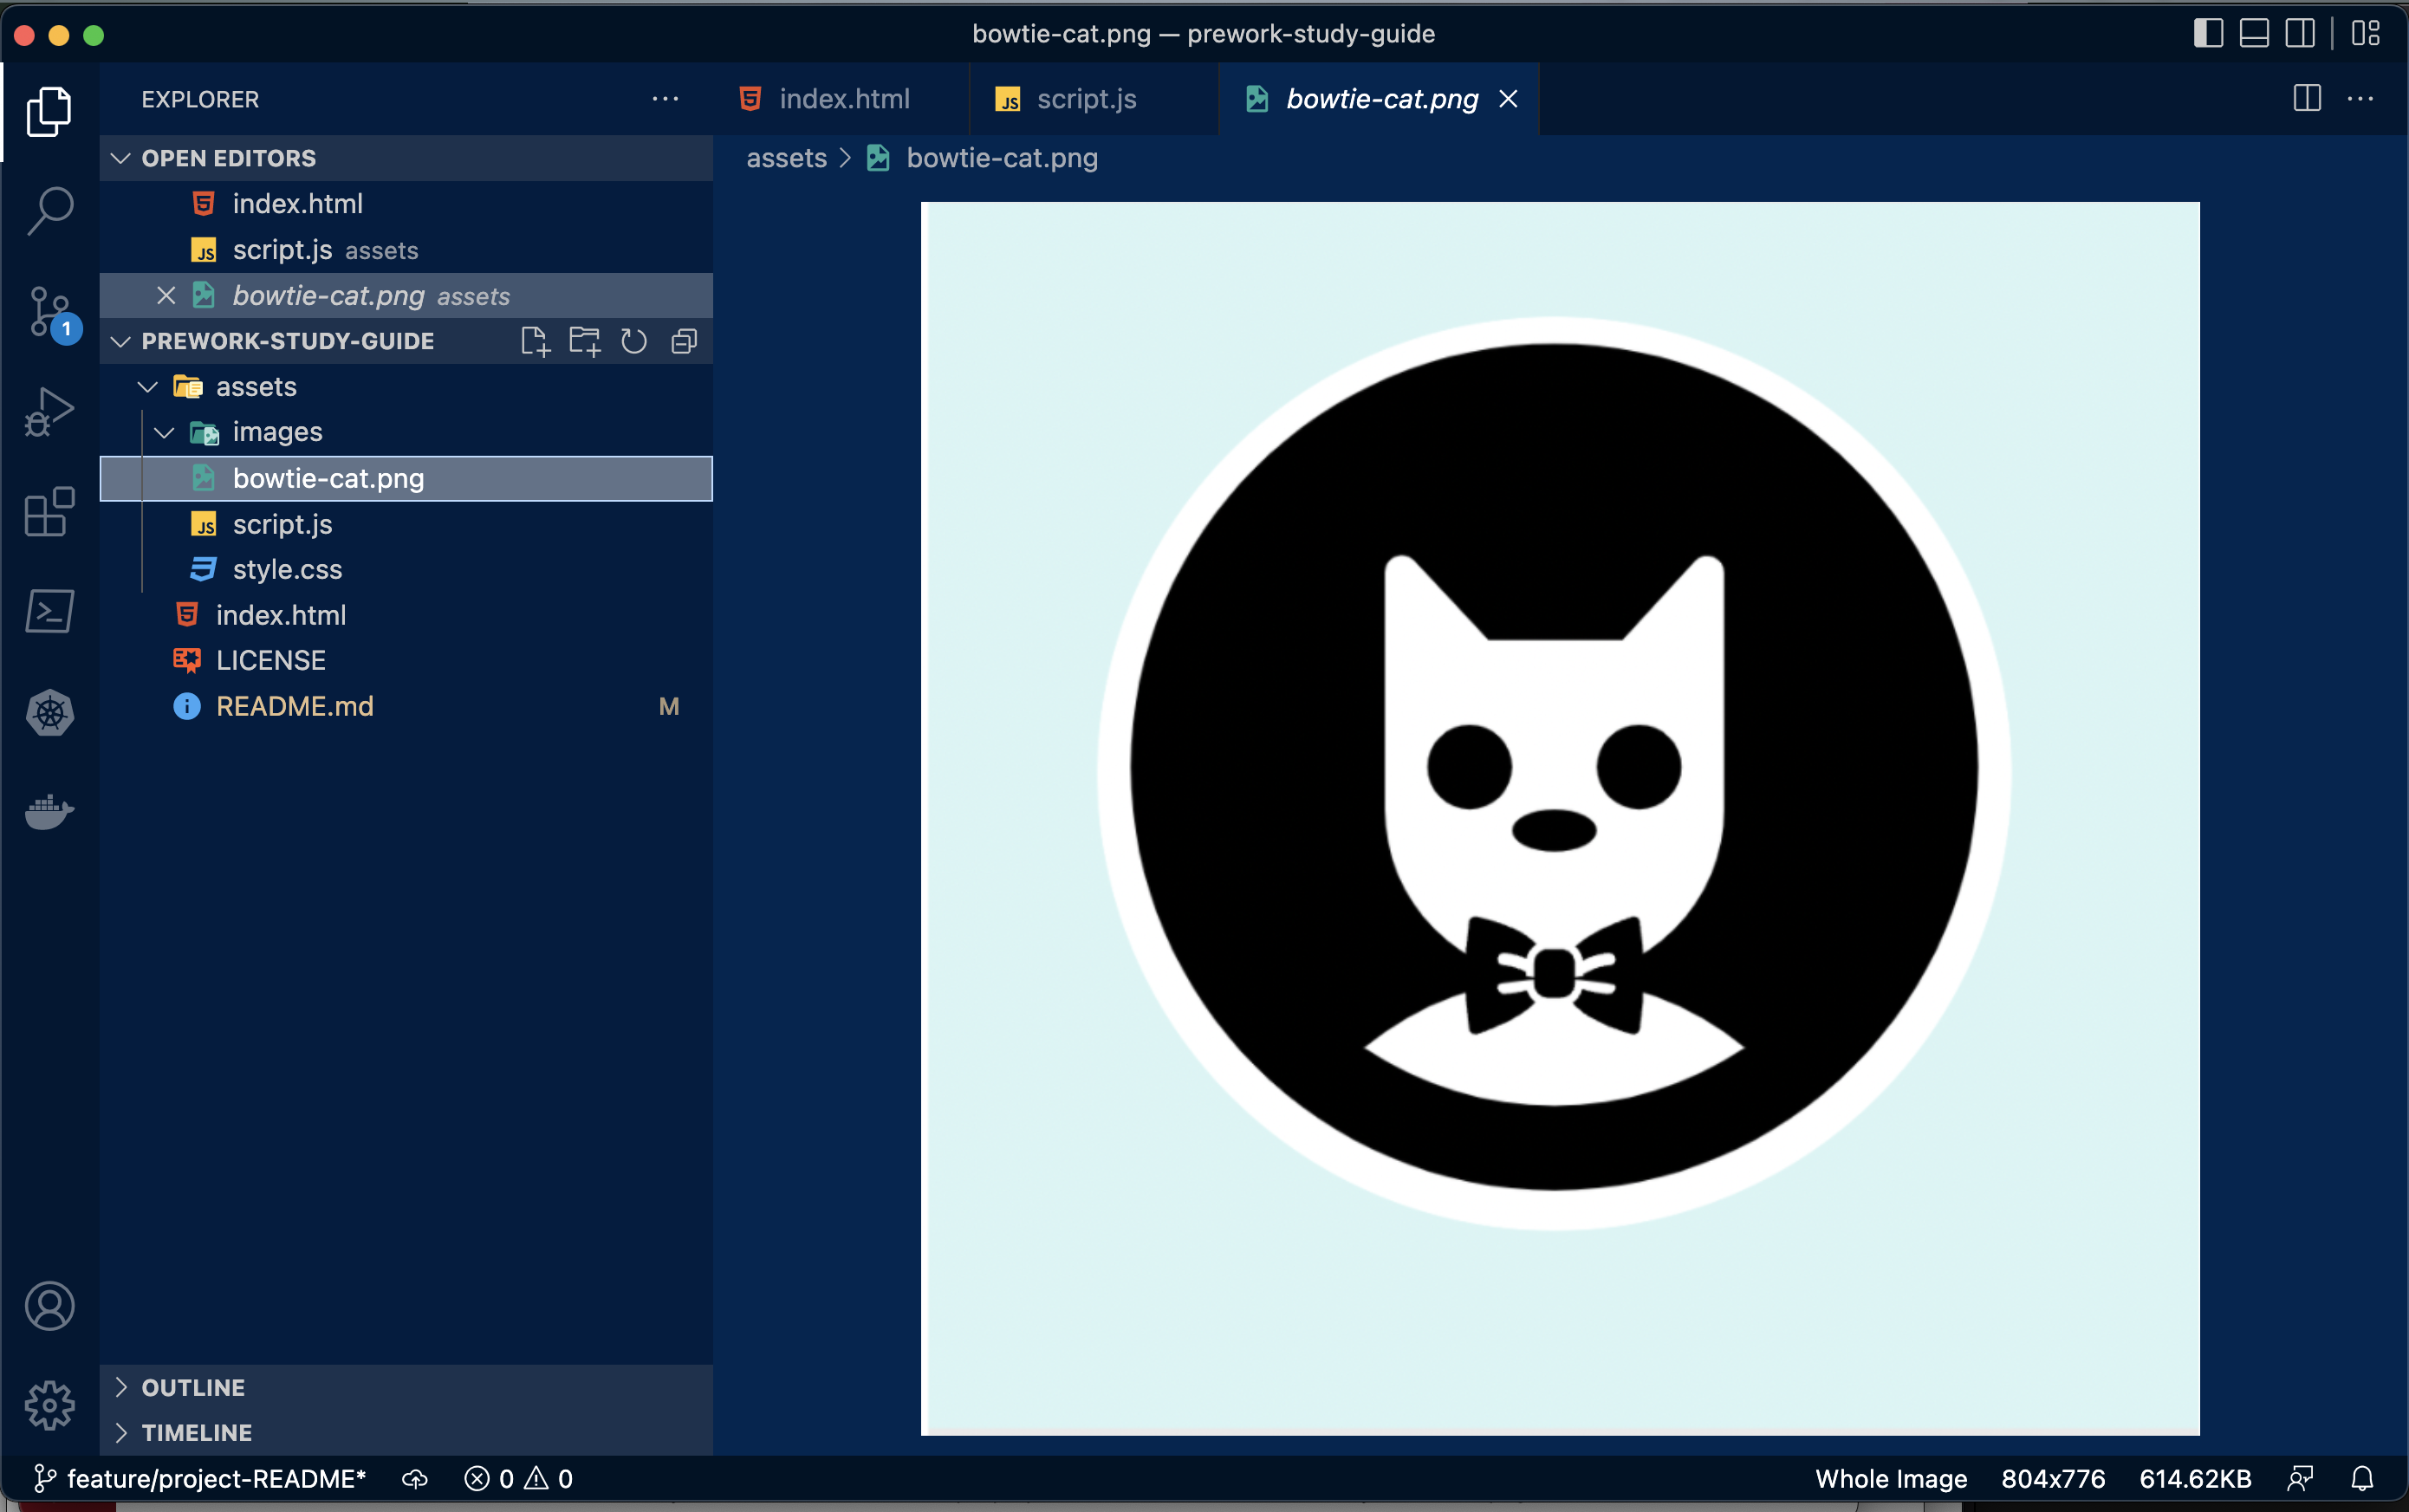 bowtie-cat.png — prework-study-guide
EXPLORER
index.html
script.js
bowtie-cat.png
OPEN EDITORS
assets > bowtie-cat.png
index.html
script.js assets
bowtie-cat.png assets
PREWORK-STUDY-GUIDE
assets
images
bowtie-cat.png
JS script.js
style.css
index.html
LICENSE
README.md M
OUTLINE
TIMELINE
1
feature/project-README* 0 0
Whole Image 804x776 614.62KB